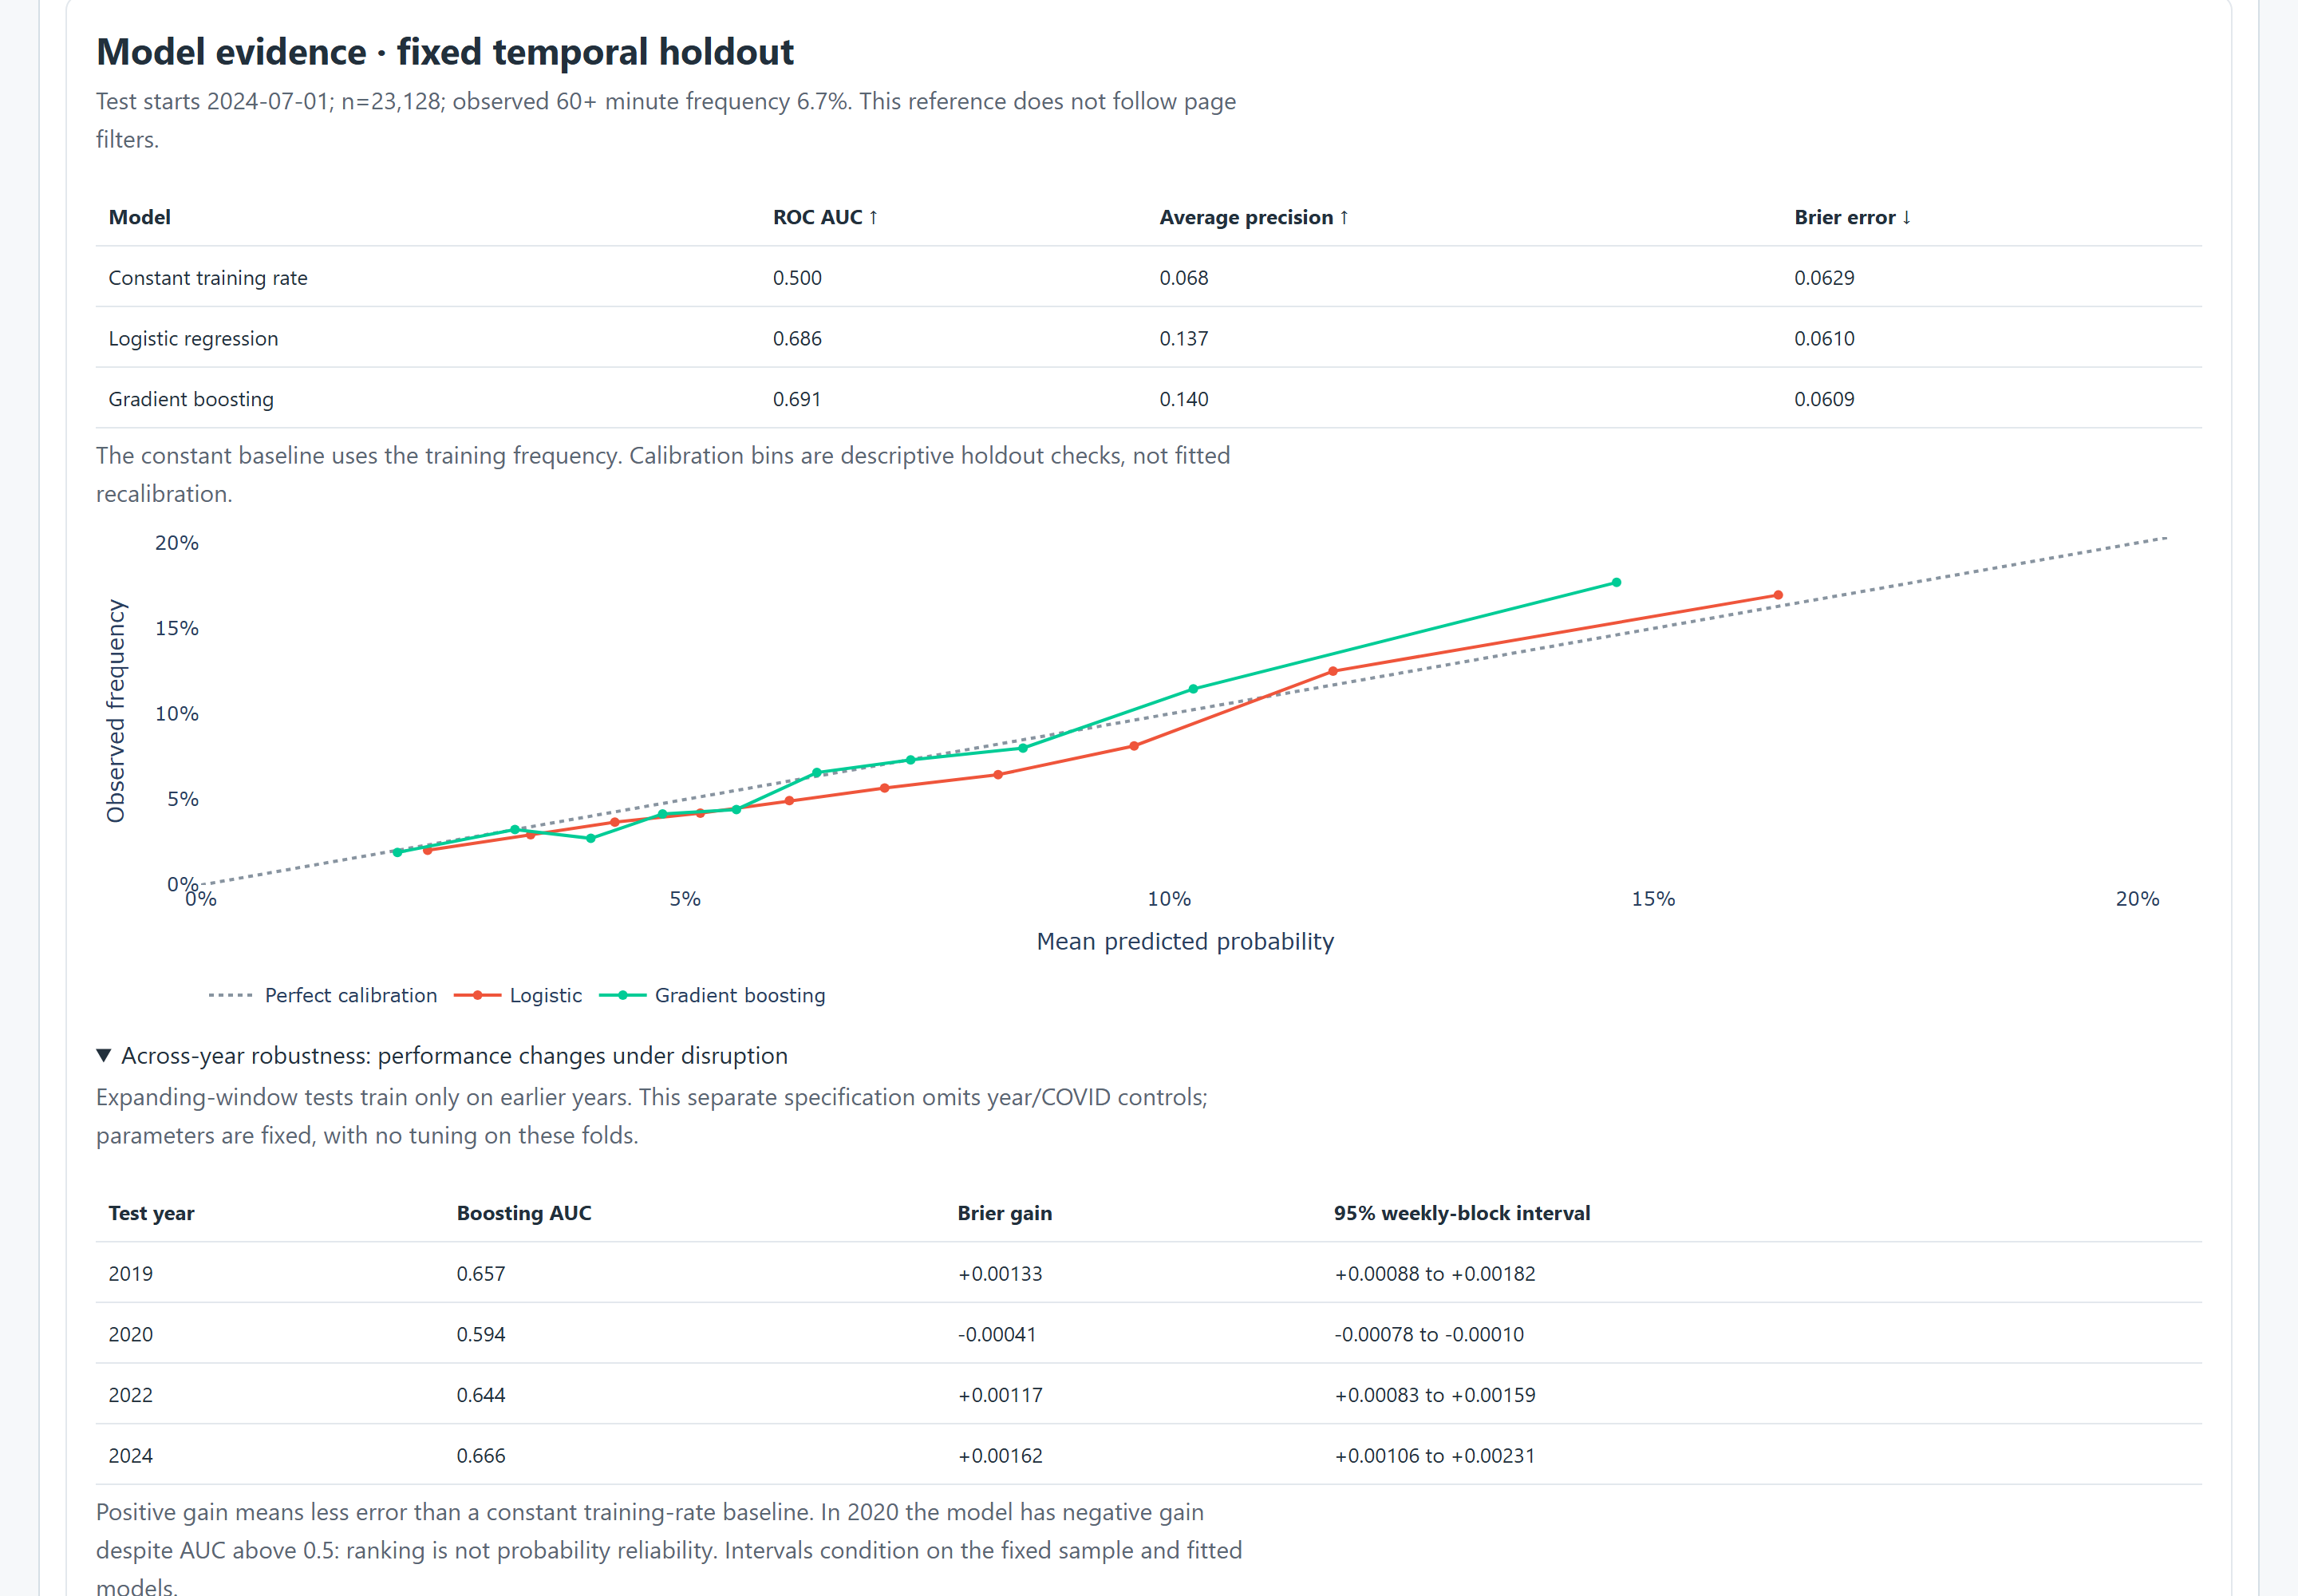 Model evidence · fixed temporal holdout
Test starts 2024-07-01; n=23,128; observed 60+ minute frequency 6.7%. This reference does not follow page
filters.
Model ROC AUC ↑ Average precision ↑ Brier error ↓
Constant training rate 0.500 0.068 0.0629
Logistic regression 0.686 0.137 0.0610
Gradient boosting 0.691 0.140 0.0609
The constant baseline uses the training frequency. Calibration bins are descriptive holdout checks, not fitted
recalibration.
20%
15%
10%
5%
0%
Observed frequency
0% 5% 10% 15% 20%
Mean predicted probability
Perfect calibration Logistic Gradient boosting
▼ Across-year robustness: performance changes under disruption
Expanding-window tests train only on earlier years. This separate specification omits year/COVID controls;
parameters are fixed, with no tuning on these folds.
Test year Boosting AUC Brier gain 95% weekly-block interval
2019 0.657 +0.00133 +0.00088 to +0.00182
2020 0.594 -0.00041 -0.00078 to -0.00010
2022 0.644 +0.00117 +0.00083 to +0.00159
2024 0.666 +0.00162 +0.00106 to +0.00231
Positive gain means less error than a constant training-rate baseline. In 2020 the model has negative gain
despite AUC above 0.5: ranking is not probability reliability. Intervals condition on the fixed sample and fitted
models.